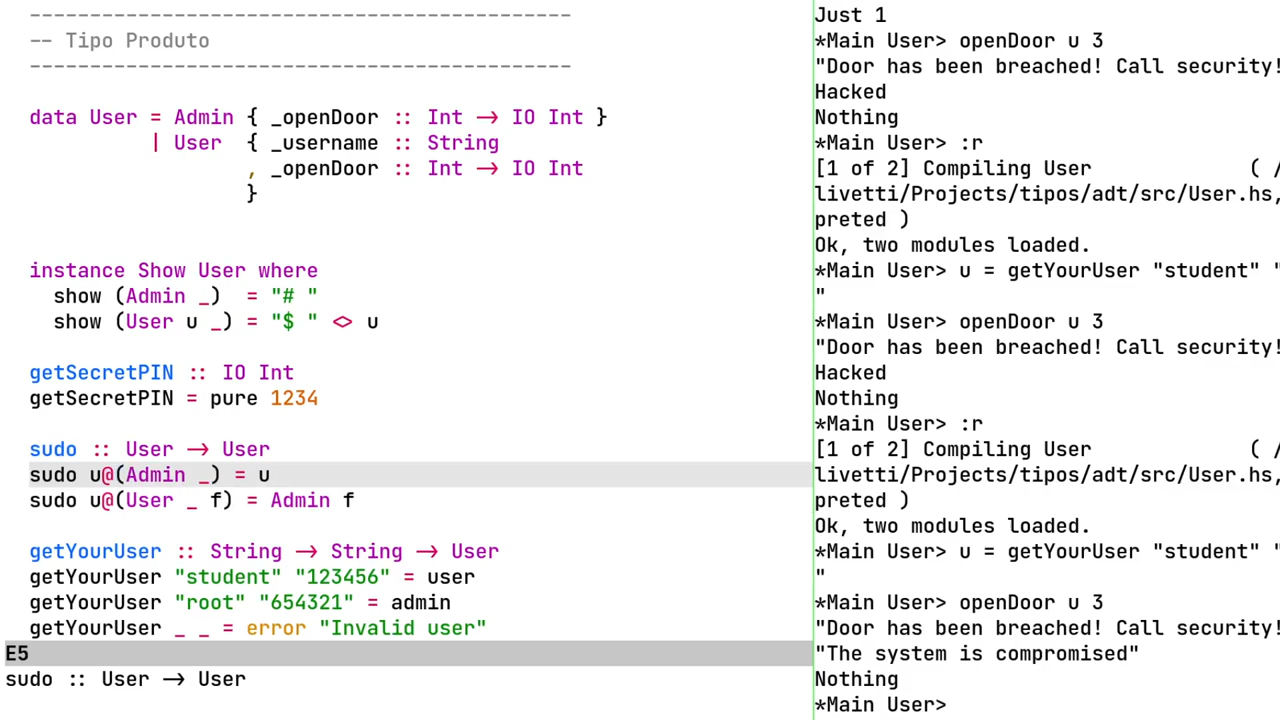 ---------------------------------------------
-- Tipo Produto
---------------------------------------------
data User = Admin { _openDoor :: Int -> IO Int }
| User { _username :: String
, _openDoor :: Int -> IO Int
}
instance Show User where
show (Admin _) = "# "
show (User u _) = "$ " <> u
getSecretPIN :: IO Int
getSecretPIN = pure 1234
sudo :: User -> User
sudo u@(Admin _) = u
sudo u@(User _ f) = Admin f
getYourUser :: String -> String -> User
getYourUser "student" "123456" = user
getYourUser "root" "654321" = admin
getYourUser _ _ = error "Invalid user"
E5
sudo :: User -> User
Just 1
*Main User> openDoor u 3
"Door has been breached! Call security!
Hacked
Nothing
*Main User> :r
[1 of 2] Compiling User ( /
livetti/Projects/tipos/adt/src/User.hs,
preted )
Ok, two modules loaded.
*Main User> u = getYourUser "student" "
"
*Main User> openDoor u 3
"Door has been breached! Call security!
Hacked
Nothing
*Main User> :r
[1 of 2] Compiling User ( /
livetti/Projects/tipos/adt/src/User.hs,
preted )
Ok, two modules loaded.
*Main User> u = getYourUser "student" "
"
*Main User> openDoor u 3
"Door has been breached! Call security!
"The system is compromised"
Nothing
*Main User>